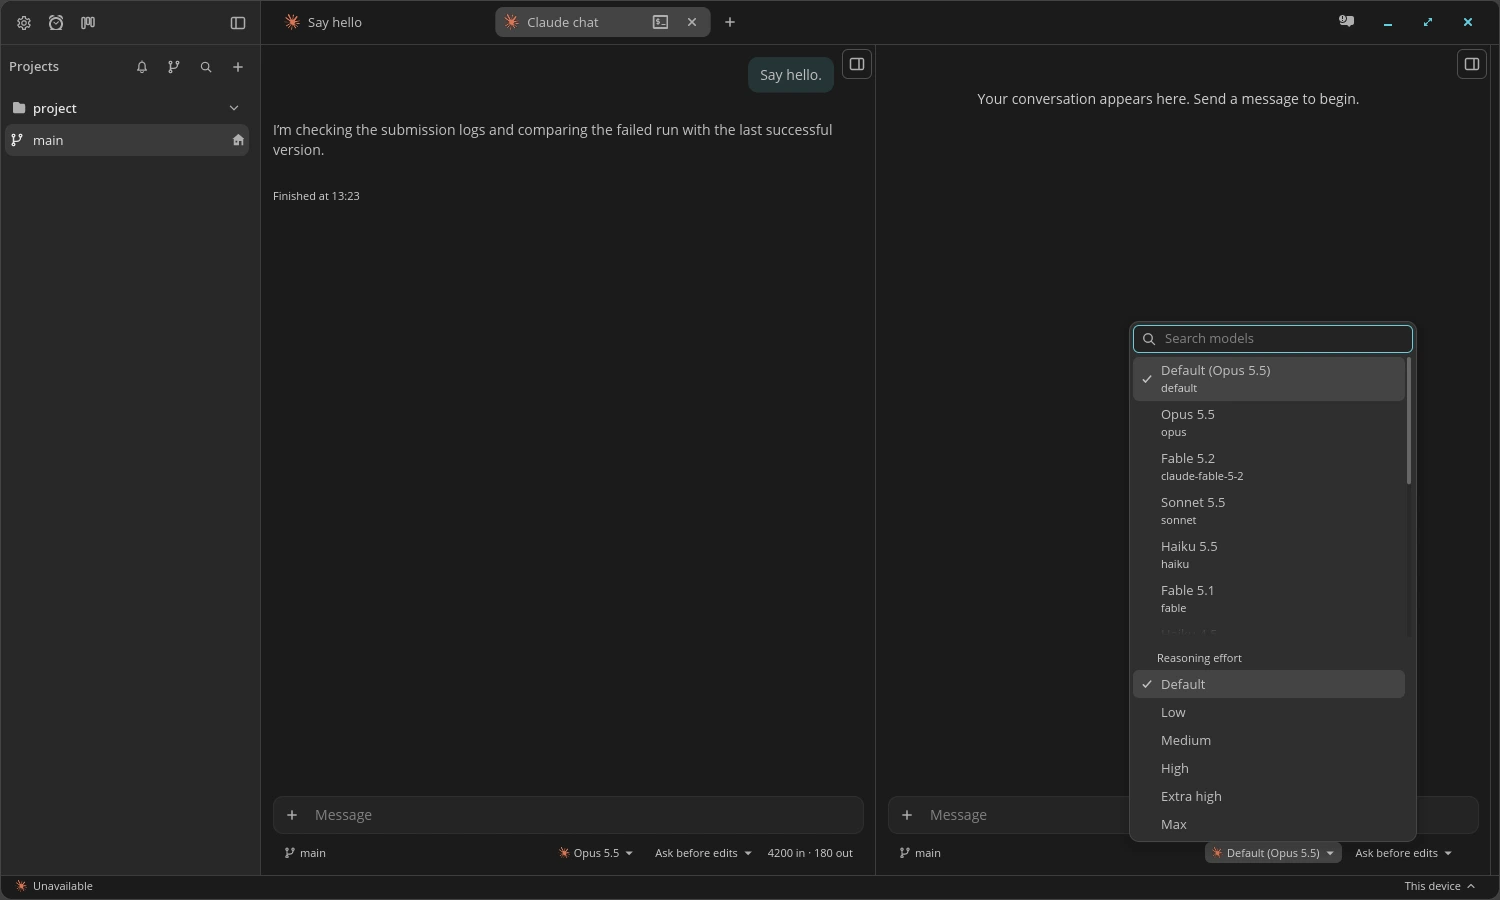 Say hello
Claude chat
Projects
project
main
Say hello.
I'm checking the submission logs and comparing the failed run with the last successful
version.
Finished at 13:23
Message
main
Opus 5.5
Ask before edits
4200 in · 180 out
Your conversation appears here. Send a message to begin.
Search models
Default (Opus 5.5)
default
Opus 5.5
opus
Fable 5.2
claude-fable-5-2
Sonnet 5.5
sonnet
Haiku 5.5
haiku
Fable 5.1
fable
Reasoning effort
Default
Low
Medium
High
Extra high
Max
Message
main
Default (Opus 5.5)
Ask before edits
Unavailable
This device